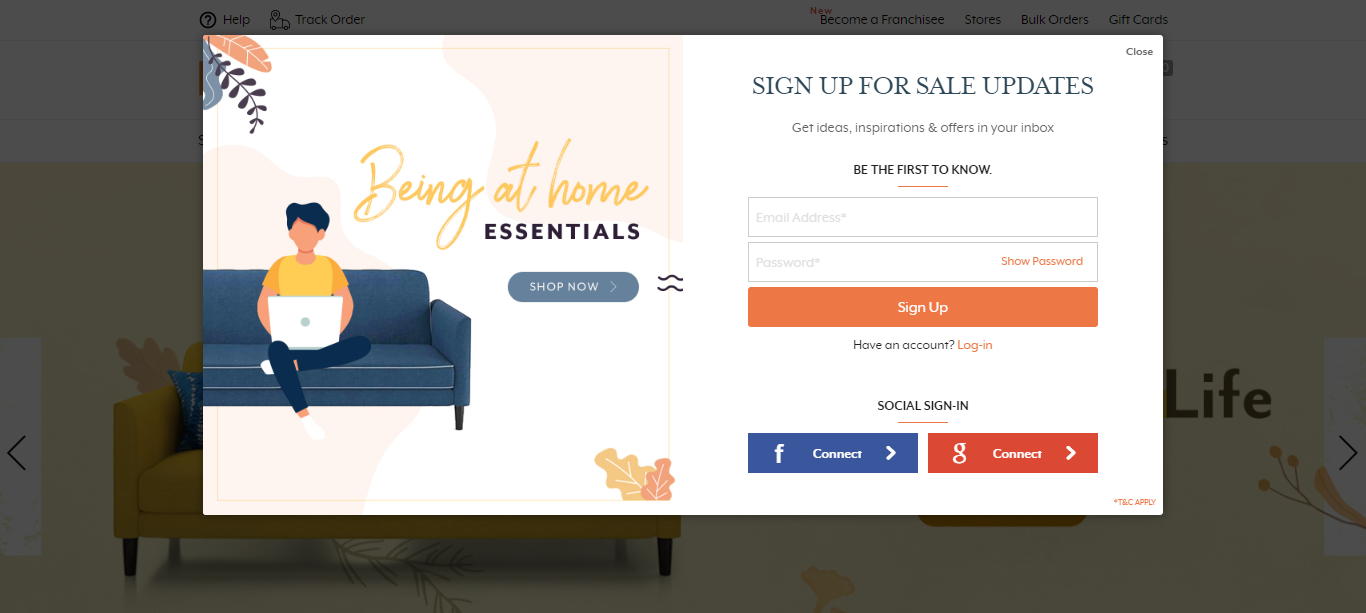 Help
Track Order
New
Become a Franchisee
Stores
Bulk Orders
Gift Cards
Close
Being at home
ESSENTIALS
SHOP NOW
SIGN UP FOR SALE UPDATES
Get ideas, inspirations & offers in your inbox
BE THE FIRST TO KNOW.
Email Address*
Password*
Show Password
Sign Up
Have an account? Log-in
SOCIAL SIGN-IN
f Connect
g Connect
*T&C APPLY
Life